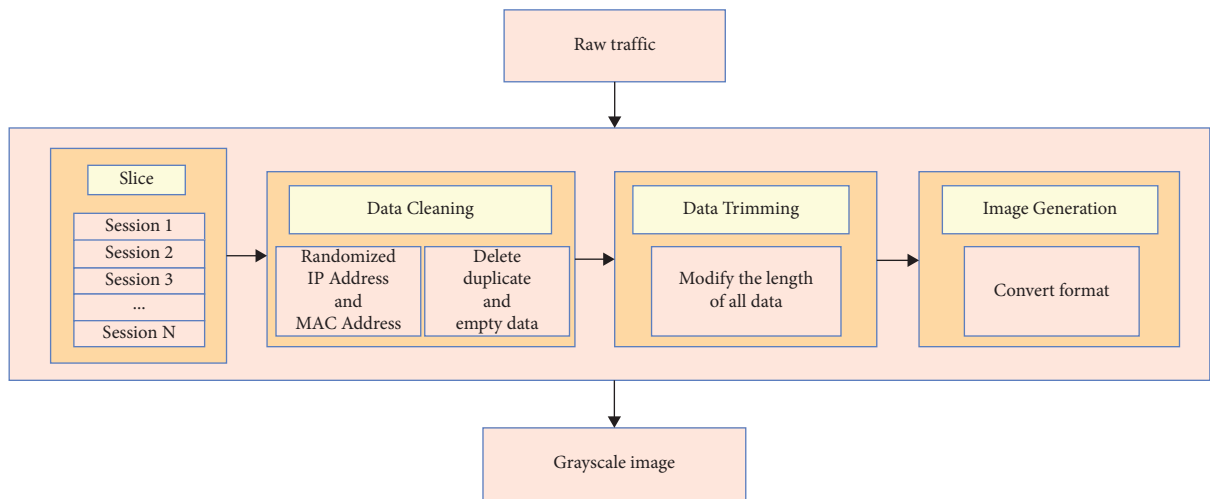 Raw traffic
Slice
Session 1
Session 2
Session 3
...
Session N
Data Cleaning
Randomized
IP Address
and
MAC Address
Delete
duplicate
and
empty data
Data Trimming
Modify the length
of all data
Image Generation
Convert format
Grayscale image